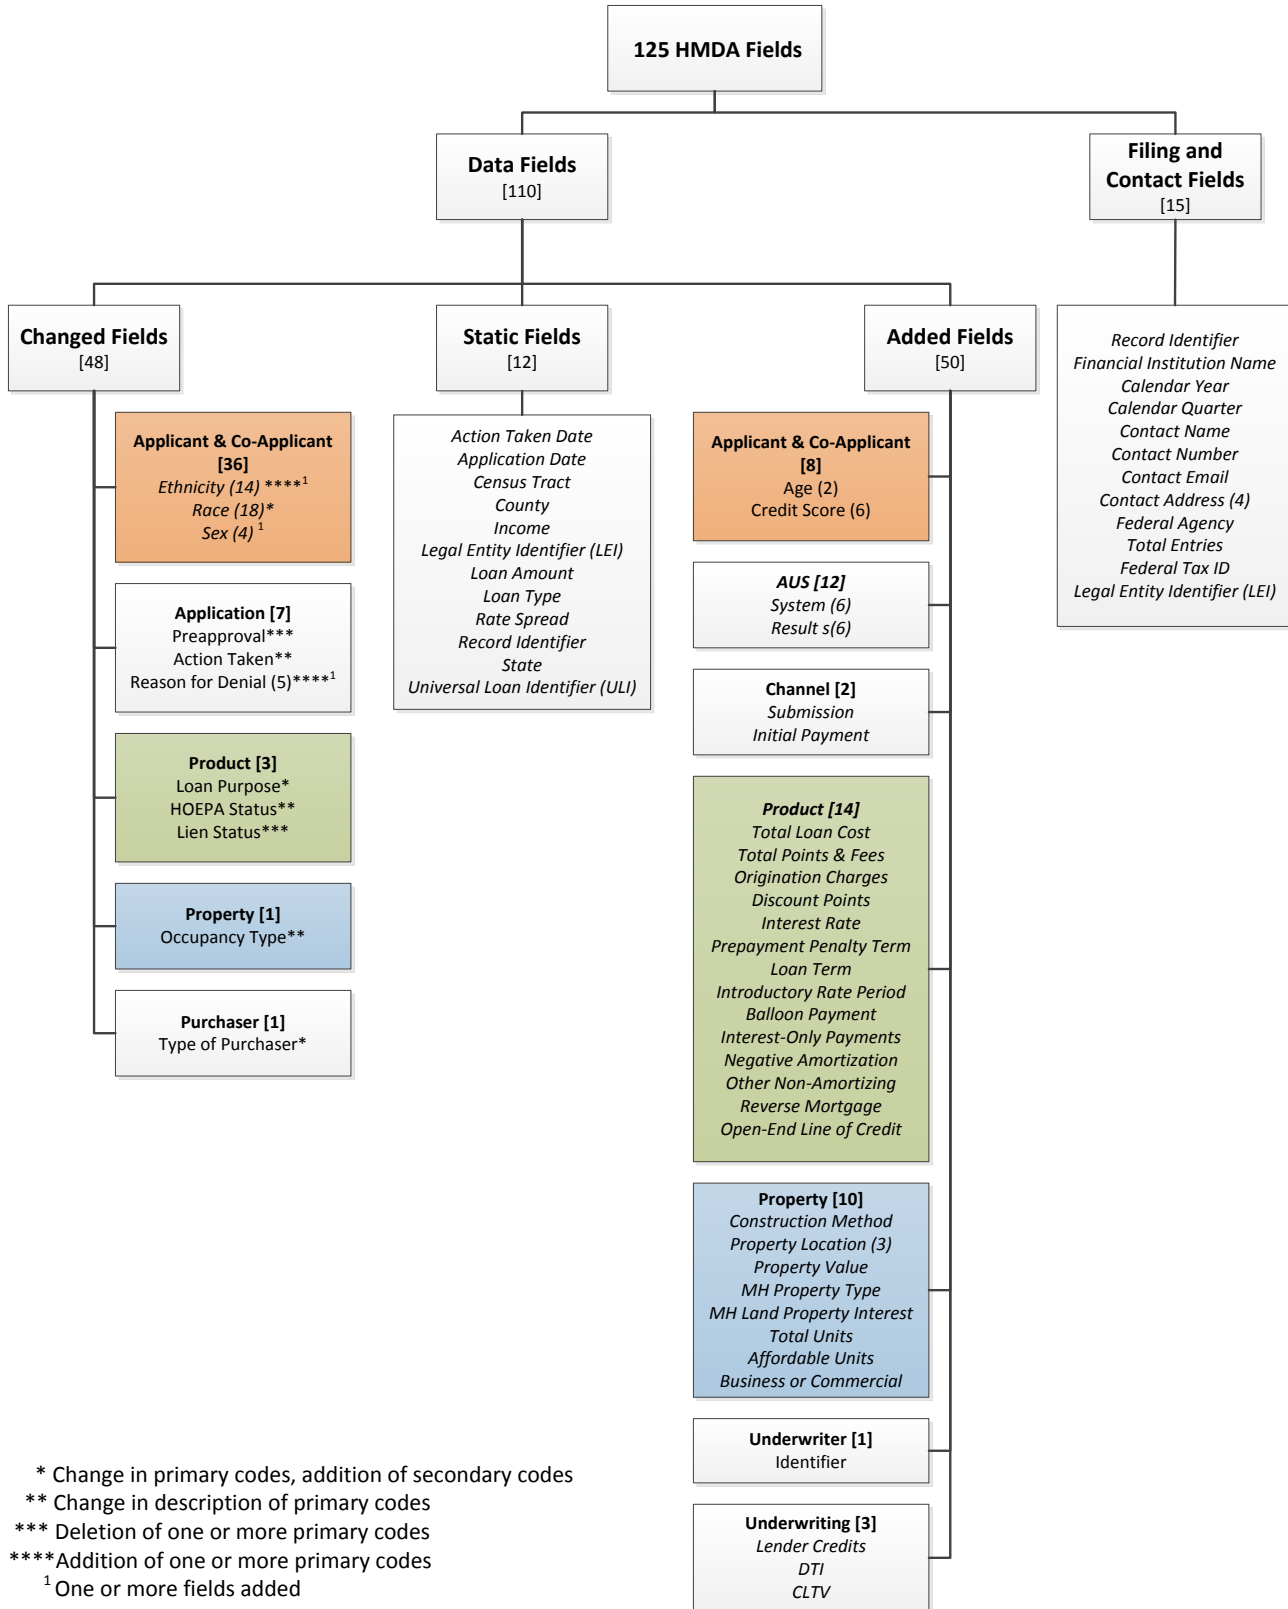 125 HMDA Fields
Data Fields
[110]
Filing and
Contact Fields
[15]
Changed Fields
[48]
Static Fields
[12]
Added Fields
[50]
Applicant & Co-Applicant
[36]
Ethnicity (14) ****1
Race (18)*
Sex (4) 1
Application [7]
Preapproval***
Action Taken**
Reason for Denial (5)****1
Product [3]
Loan Purpose*
HOEPA Status**
Lien Status***
Property [1]
Occupancy Type**
Purchaser [1]
Type of Purchaser*
Action Taken Date
Application Date
Census Tract
County
Income
Legal Entity Identifier (LEI)
Loan Amount
Loan Type
Rate Spread
Record Identifier
State
Universal Loan Identifier (ULI)
Applicant & Co-Applicant
[8]
Age (2)
Credit Score (6)
AUS [12]
System (6)
Result s(6)
Channel [2]
Submission
Initial Payment
Product [14]
Total Loan Cost
Total Points & Fees
Origination Charges
Discount Points
Interest Rate
Prepayment Penalty Term
Loan Term
Introductory Rate Period
Balloon Payment
Interest-Only Payments
Negative Amortization
Other Non-Amortizing
Reverse Mortgage
Open-End Line of Credit
Property [10]
Construction Method
Property Location (3)
Property Value
MH Property Type
MH Land Property Interest
Total Units
Affordable Units
Business or Commercial
Underwriter [1]
Identifier
Underwriting [3]
Lender Credits
DTI
CLTV
Record Identifier
Financial Institution Name
Calendar Year
Calendar Quarter
Contact Name
Contact Number
Contact Email
Contact Address (4)
Federal Agency
Total Entries
Federal Tax ID
Legal Entity Identifier (LEI)
* Change in primary codes, addition of secondary codes
** Change in description of primary codes
*** Deletion of one or more primary codes
****Addition of one or more primary codes
1 One or more fields added